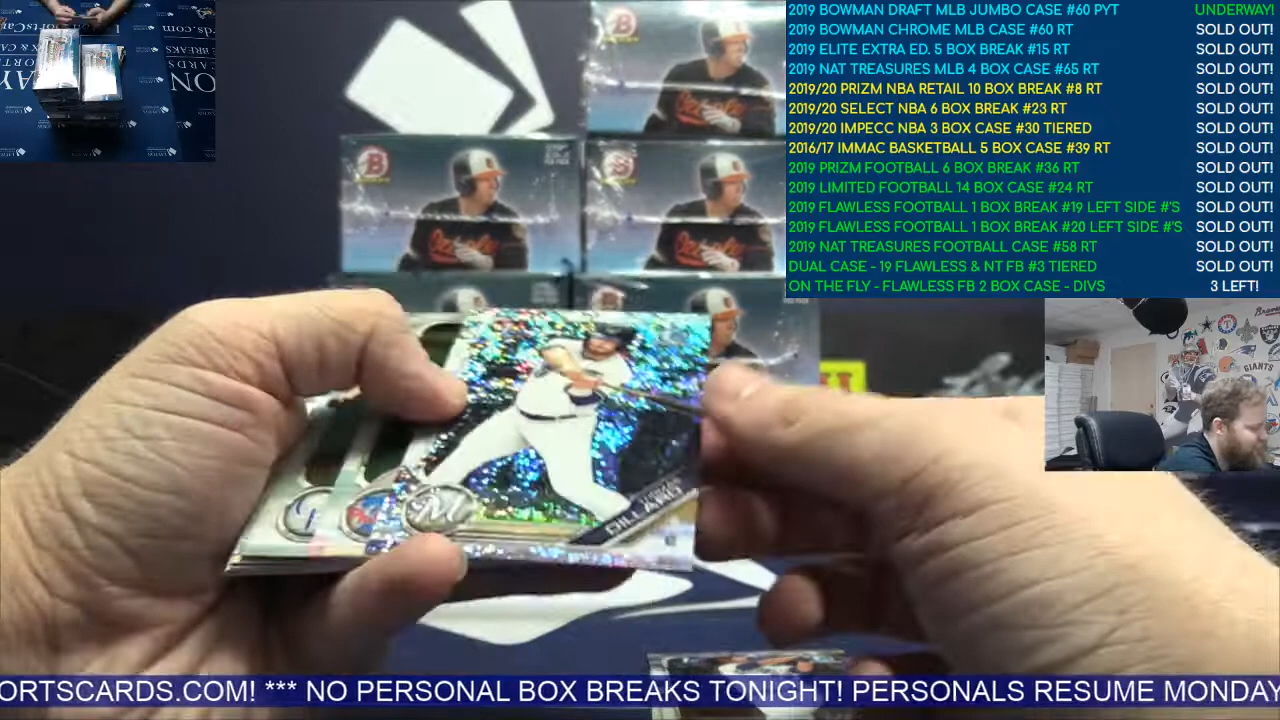 2019 BOWMAN DRAFT MLB JUMBO CASE #60 PYT UNDERWAY!
2019 BOWMAN CHROME MLB CASE #60 RT SOLD OUT!
2019 ELITE EXTRA ED. 5 BOX BREAK #15 RT SOLD OUT!
2019 NAT TREASURES MLB 4 BOX CASE #65 RT SOLD OUT!
2019/20 PRIZM NBA RETAIL 10 BOX BREAK #8 RT SOLD OUT!
2019/20 SELECT NBA 6 BOX BREAK #23 RT SOLD OUT!
2019/20 IMPECC NBA 3 BOX CASE #30 TIERED SOLD OUT!
2016/17 IMMAC BASKETBALL 5 BOX CASE #39 RT SOLD OUT!
2019 PRIZM FOOTBALL 6 BOX BREAK #36 RT SOLD OUT!
2019 LIMITED FOOTBALL 14 BOX CASE #24 RT SOLD OUT!
2019 FLAWLESS FOOTBALL 1 BOX BREAK #19 LEFT SIDE #'S SOLD OUT!
2019 FLAWLESS FOOTBALL 1 BOX BREAK #20 LEFT SIDE #'S SOLD OUT!
2019 NAT TREASURES FOOTBALL CASE #58 RT SOLD OUT!
DUAL CASE - 19 FLAWLESS & NT FB #3 TIERED SOLD OUT!
ON THE FLY - FLAWLESS FB 2 BOX CASE - DIVS 3 LEFT!
GIANTS
DILLARD
ORTSCARDS.COM! *** NO PERSONAL BOX BREAKS TONIGHT! PERSONALS RESUME MONDAY